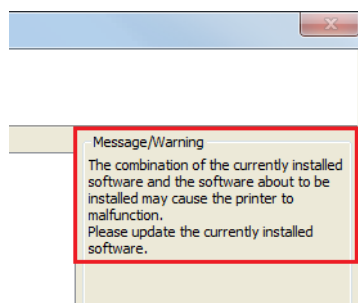 Message/Warning
The combination of the currently installed
software and the software about to be
installed may cause the printer to
malfunction.
Please update the currently installed
software.